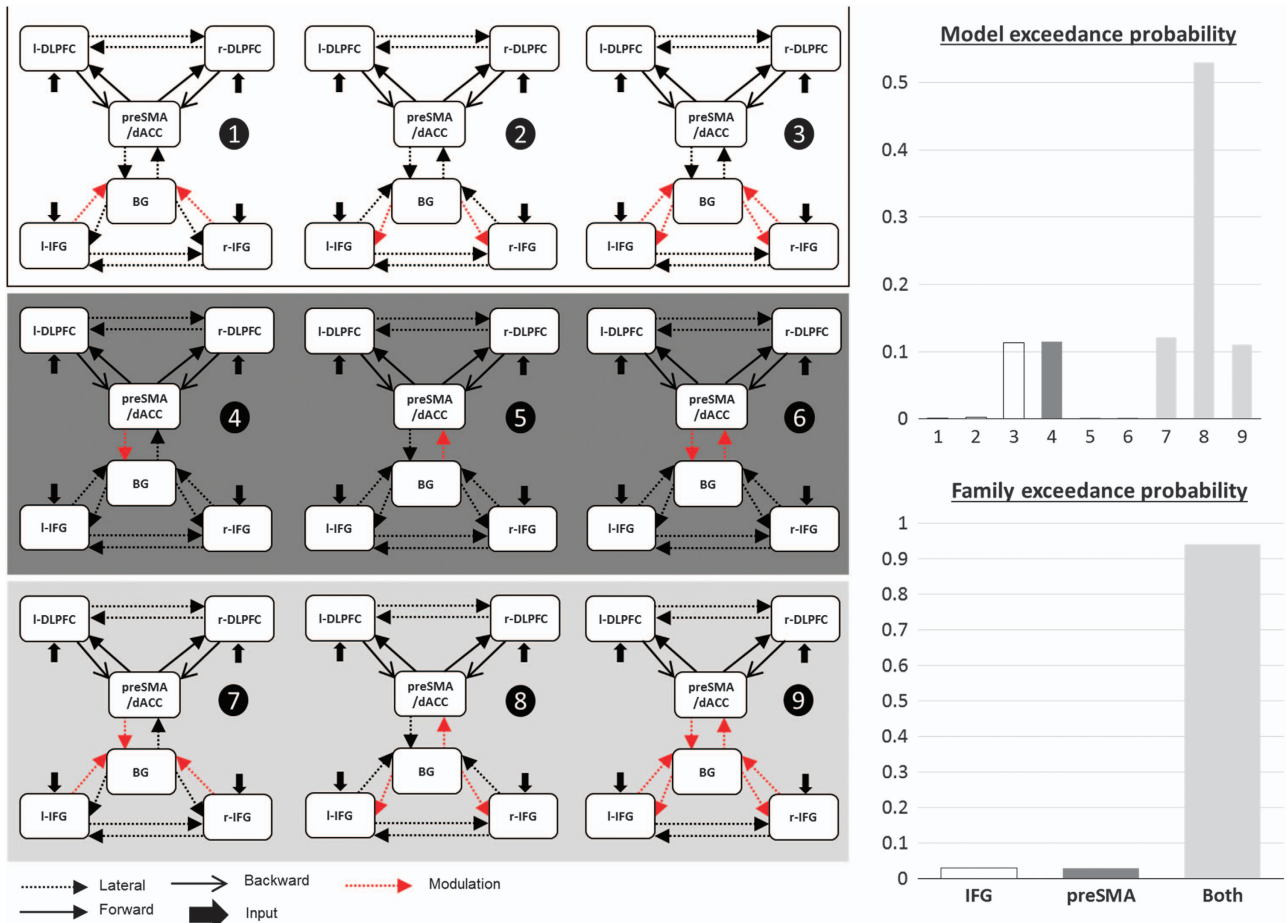 l-DLPFC
r-DLPFC
preSMA
/dACC
1
BG
l-IFG
r-IFG
l-DLPFC
r-DLPFC
preSMA
/dACC
2
BG
l-IFG
r-IFG
l-DLPFC
r-DLPFC
preSMA
/dACC
3
BG
l-IFG
r-IFG
l-DLPFC
r-DLPFC
preSMA
/dACC
4
BG
l-IFG
r-IFG
l-DLPFC
r-DLPFC
preSMA
/dACC
5
BG
l-IFG
r-IFG
l-DLPFC
r-DLPFC
preSMA
/dACC
6
BG
l-IFG
r-IFG
l-DLPFC
r-DLPFC
preSMA
/dACC
7
BG
l-IFG
r-IFG
l-DLPFC
r-DLPFC
preSMA
/dACC
8
BG
l-IFG
r-IFG
l-DLPFC
r-DLPFC
preSMA
/dACC
9
BG
l-IFG
r-IFG
Lateral
Backward
Modulation
Forward
Input
Model exceedance probability
0.5
0.4
0.3
0.2
0.1
0
1 2 3 4 5 6 7 8 9
Family exceedance probability
1
0.9
0.8
0.7
0.6
0.5
0.4
0.3
0.2
0.1
0
IFG preSMA Both